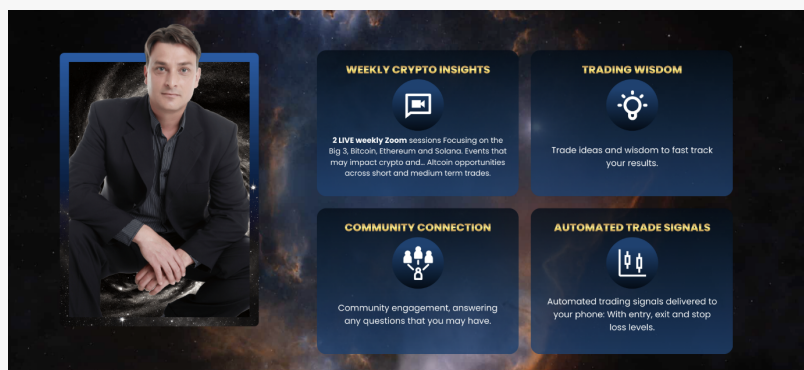 WEEKLY CRYPTO INSIGHTS
2 LIVE weekly Zoom sessions Focusing on the
Big 3, Bitcoin, Ethereum and Solana. Events that
may impact crypto and... Altcoin opportunities
across short and medium term trades.
TRADING WISDOM
Trade ideas and wisdom to fast track
your results.
COMMUNITY CONNECTION
Community engagement, answering
any questions that you may have.
AUTOMATED TRADE SIGNALS
Automated trading signals delivered to
your phone: With entry, exit and stop
loss levels.